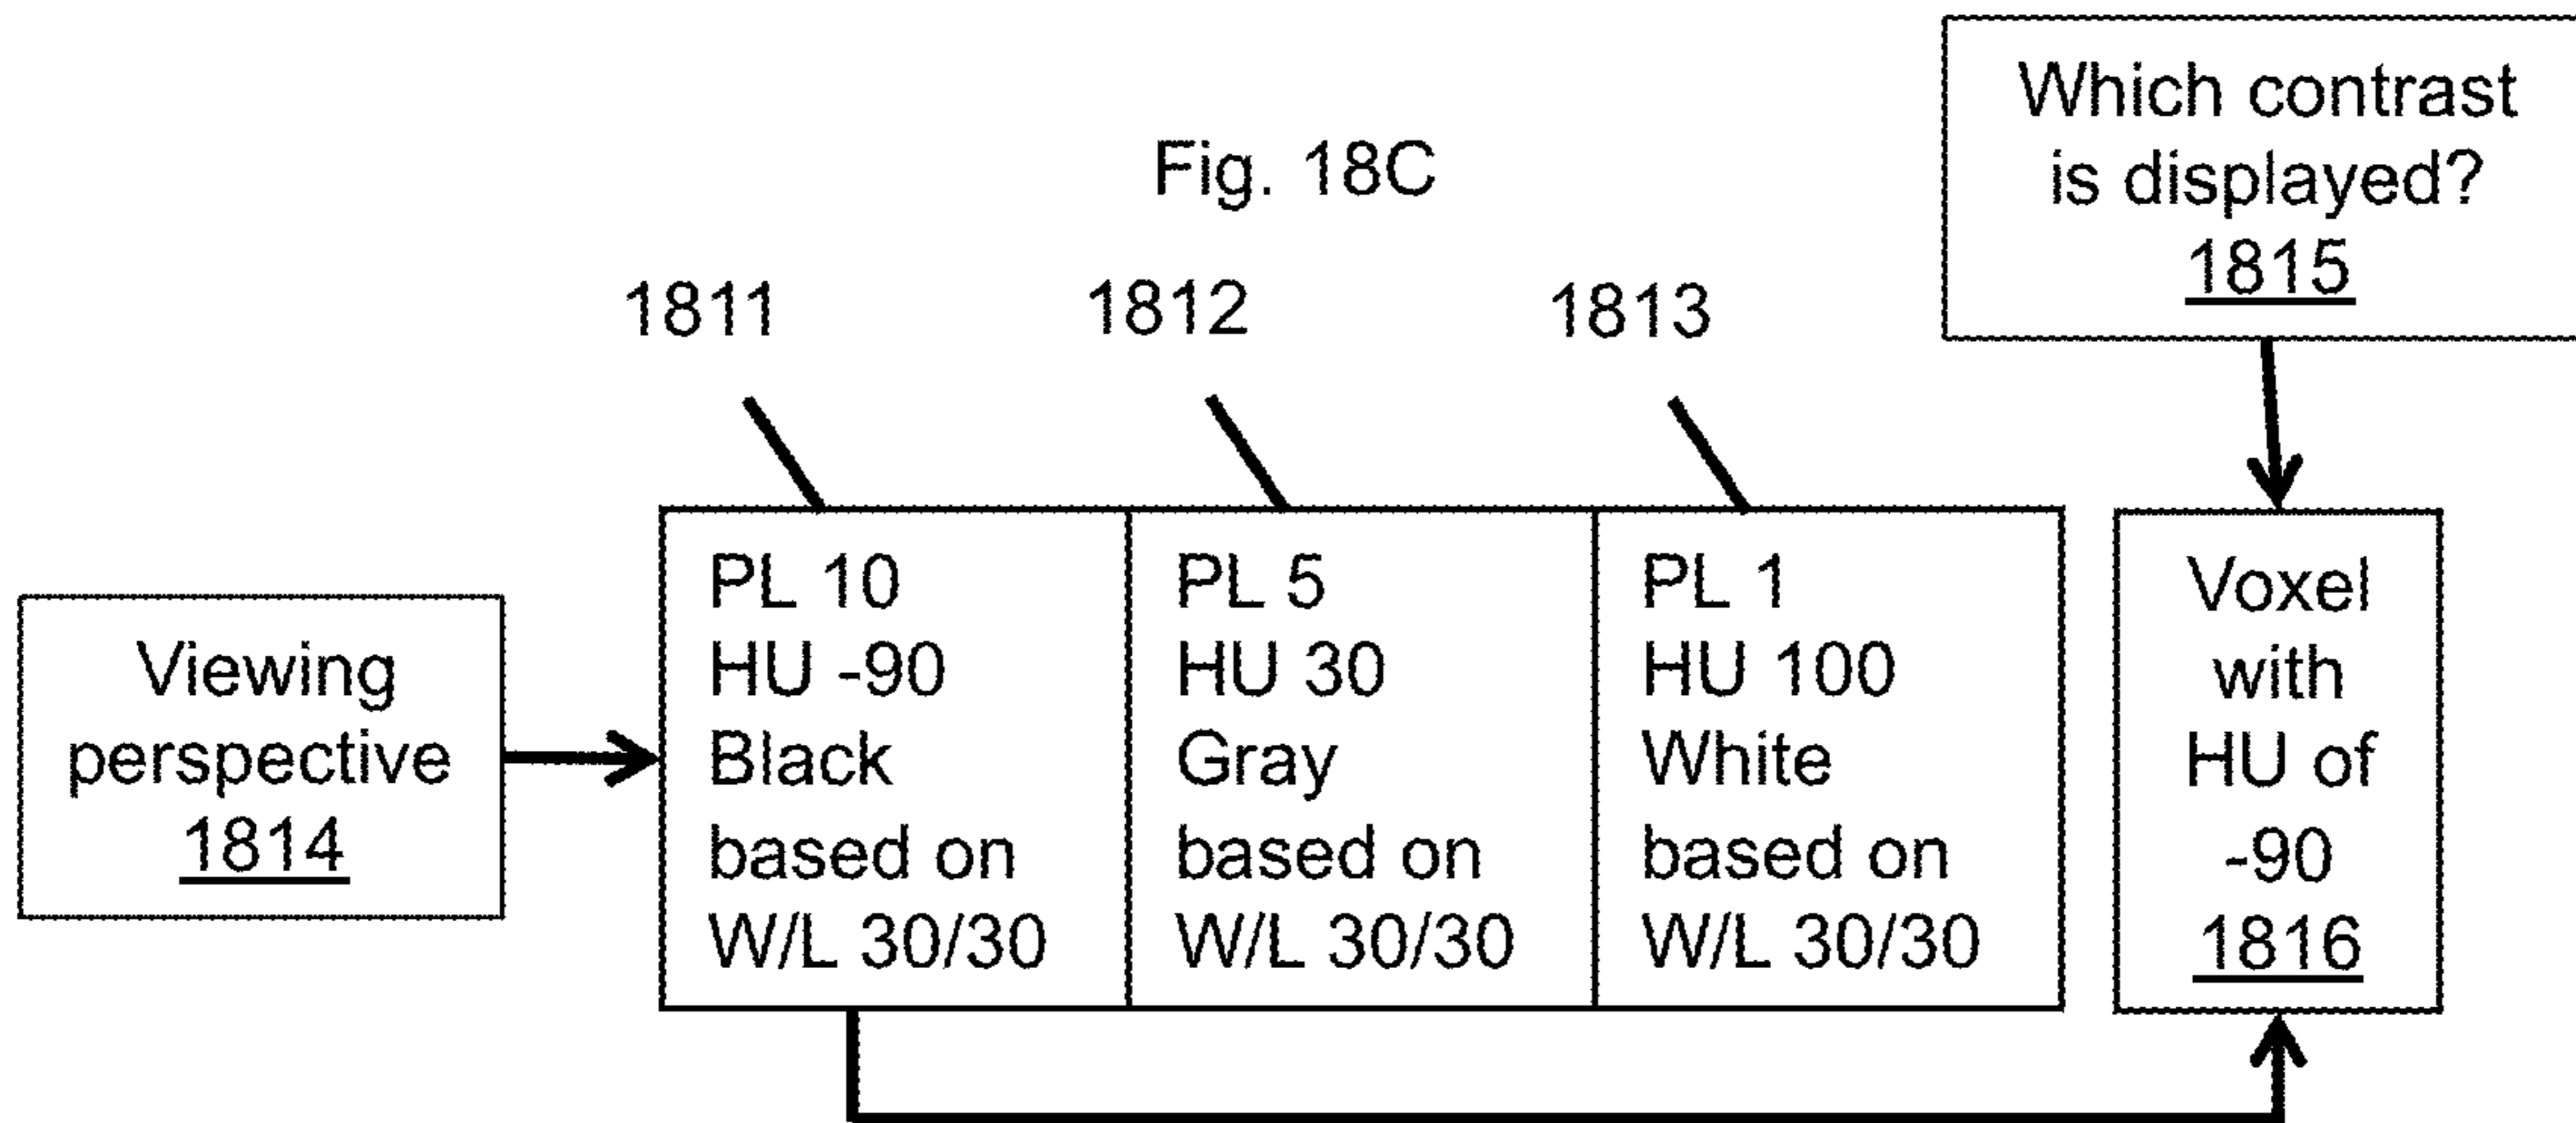 Fig. 18C
Which contrast
is displayed?
1815
1811
1812
1813
Viewing
perspective
1814
PL 10
HU -90
Black
based on
W/L 30/30
PL 5
HU 30
Gray
based on
W/L 30/30
PL 1
HU 100
White
based on
W/L 30/30
Voxel
with
HU of
-90
1816